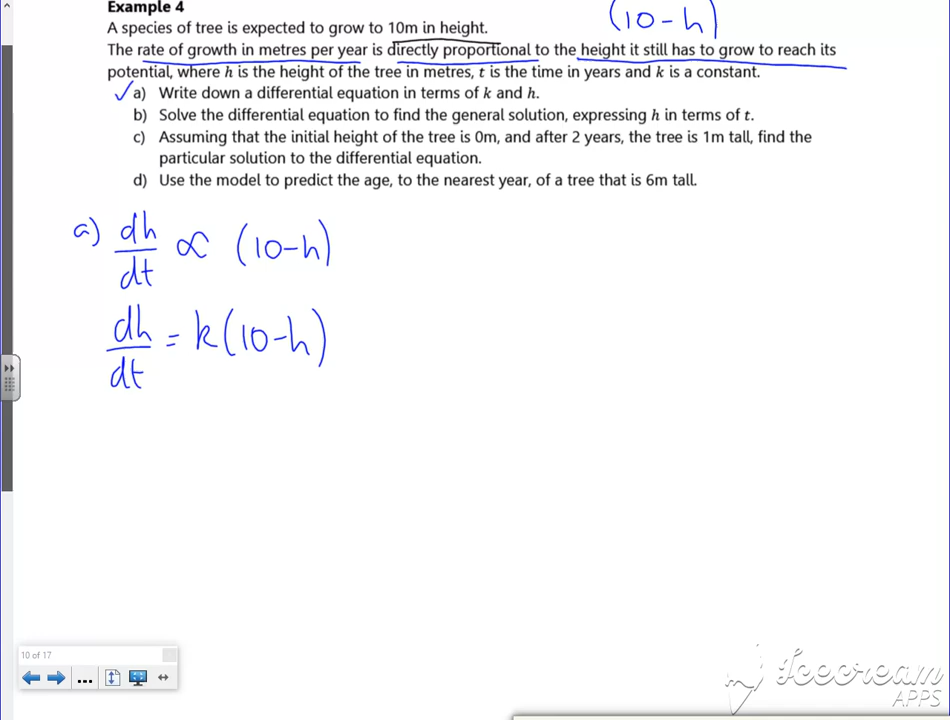 Example 4
(10-h)
A species of tree is expected to grow to 10m in height.
The rate of growth in metres per year is directly proportional to the height it still has to grow to reach its
potential, where h is the height of the tree in metres, t is the time in years and k is a constant.
✓a) Write down a differential equation in terms of k and h.
b) Solve the differential equation to find the general solution, expressing h in terms of t.
c) Assuming that the initial height of the tree is 0m, and after 2 years, the tree is 1m tall, find the
particular solution to the differential equation.
d) Use the model to predict the age, to the nearest year, of a tree that is 6m tall.
a) dh/dt ∝ (10-h)
dh/dt = k(10-h)
10 of 17
...
Icecream
APPS